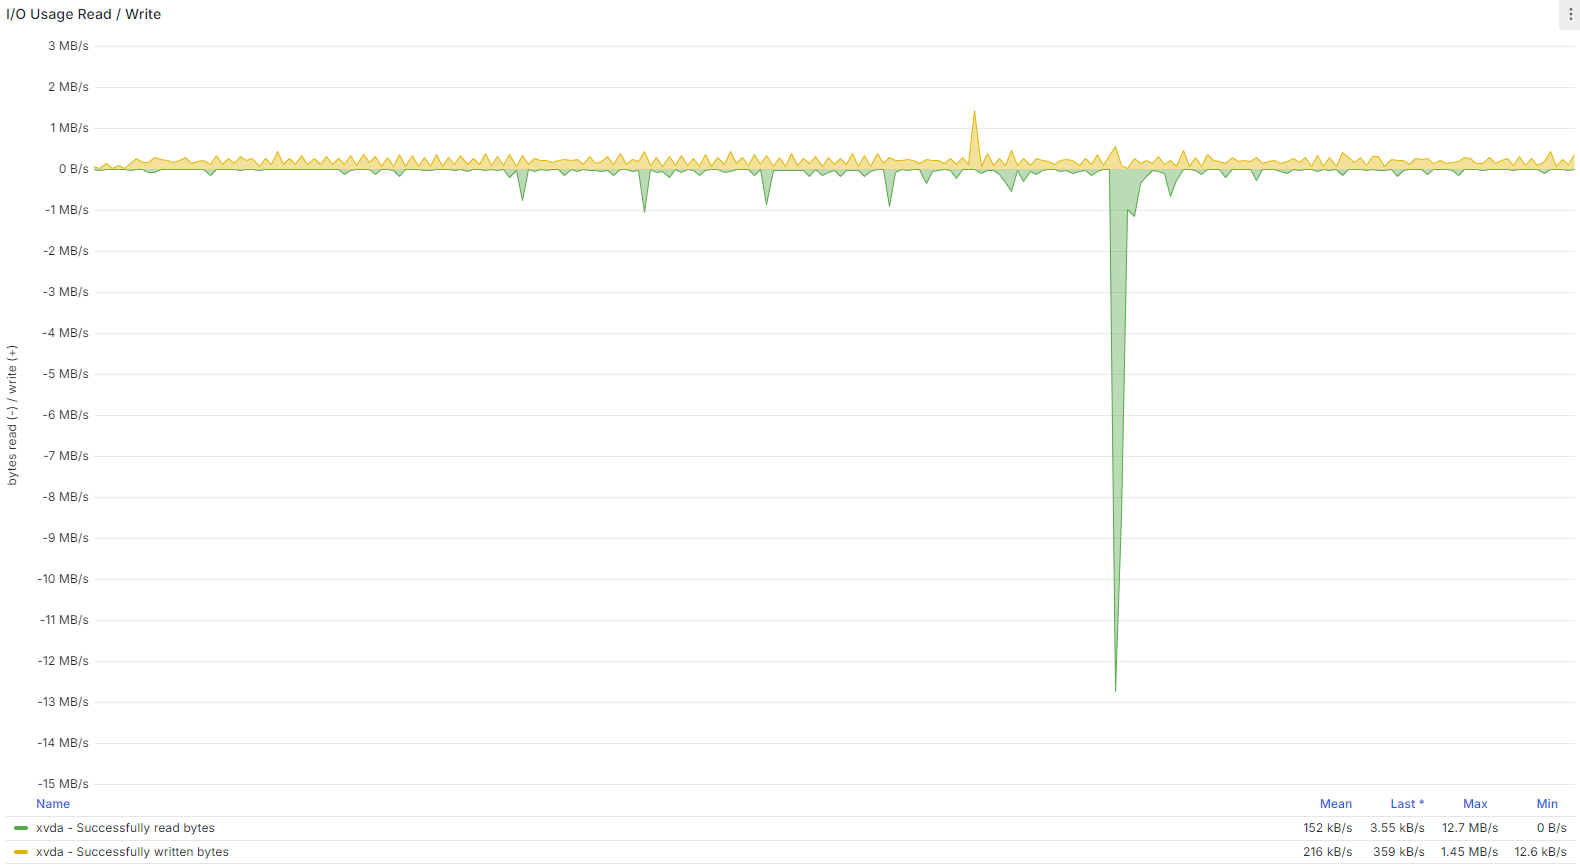 I/O Usage Read / Write
3 MB/s
2 MB/s
1 MB/s
0 B/s
-1 MB/s
-2 MB/s
-3 MB/s
-4 MB/s
-5 MB/s
-6 MB/s
-7 MB/s
-8 MB/s
-9 MB/s
-10 MB/s
-11 MB/s
-12 MB/s
-13 MB/s
-14 MB/s
-15 MB/s
bytes read (-) / write (+)
Name Mean Last * Max Min
xvda - Successfully read bytes 152 kB/s 3.55 kB/s 12.7 MB/s 0 B/s
xvda - Successfully written bytes 216 kB/s 359 kB/s 1.45 MB/s 12.6 kB/s